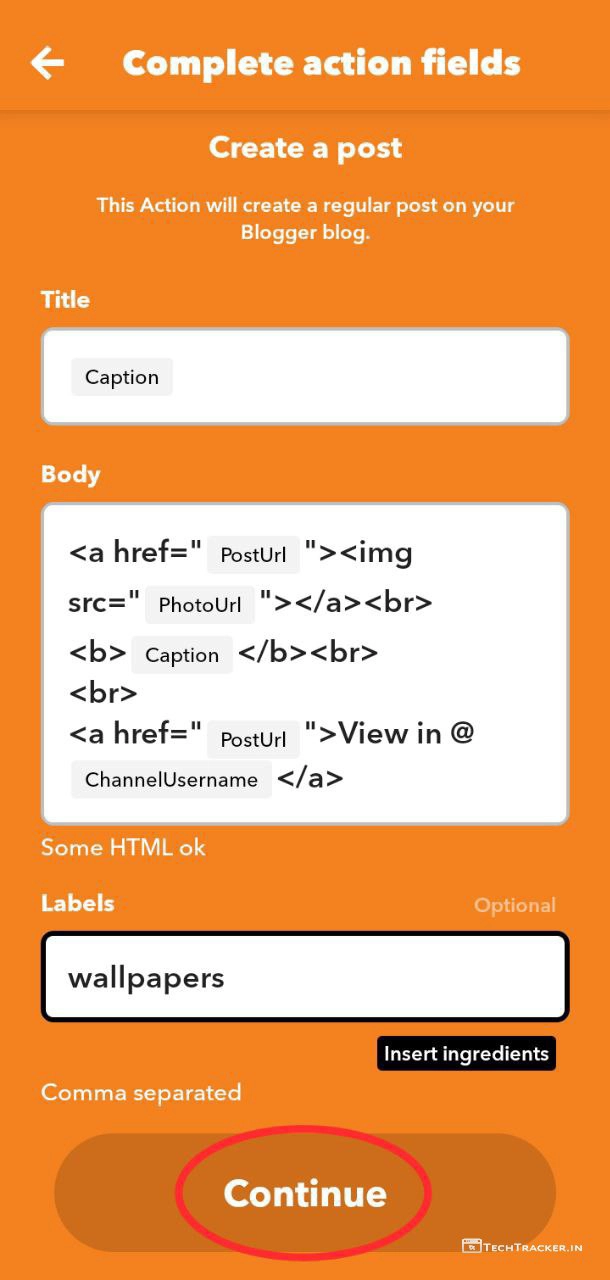 Complete action fields
Create a post
This Action will create a regular post on your
Blogger blog.
Title
Caption
Body
<a href=" PostUrl "><img
src=" PhotoUrl "></a><br>
<b> Caption </b><br>
<br>
<a href=" PostUrl ">View in @
ChannelUsername </a>
Some HTML ok
Labels Optional
wallpapers
Insert ingredients
Comma separated
Continue
TECHTRACKER.IN